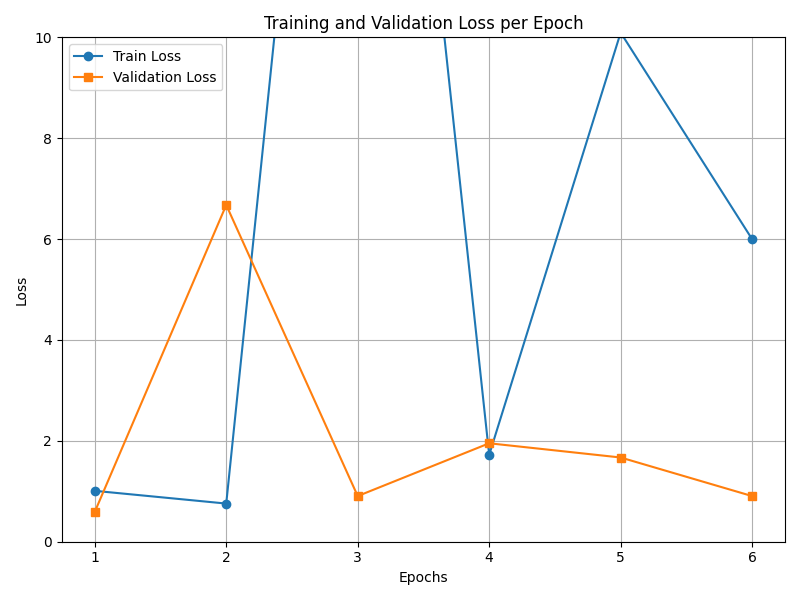 Training and Validation Loss per Epoch
Train Loss
Validation Loss
10
8
6
4
2
0
Loss
1 2 3 4 5 6
Epochs